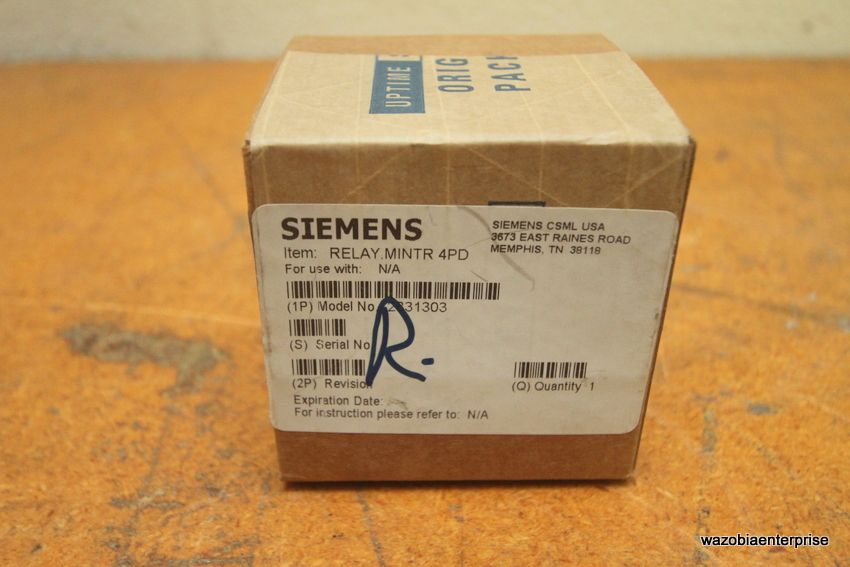 UPTIME
ORIG
PACK
SIEMENS
SIEMENS CSML USA
3673 EAST RAINES ROAD
MEMPHIS, TN 38118
Item: RELAY.MINTR 4PD
For use with: N/A
(1P) Model No
(S) Serial No
R.
(2P) Revision
(Q) Quantity 1
Expiration Date:
For instruction please refer to: N/A
wazobiaenterprise